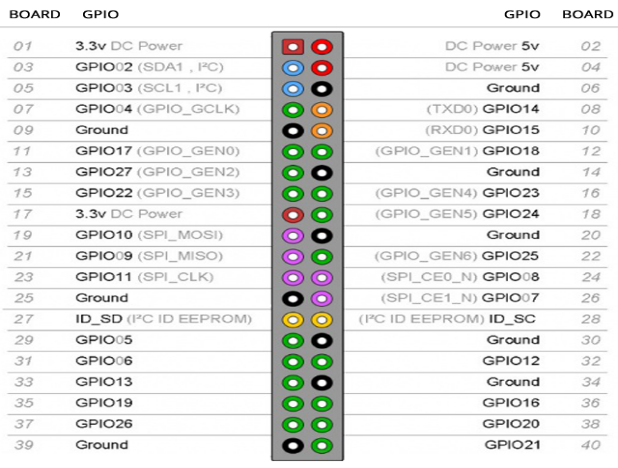 BOARD GPIO GPIO BOARD
01 3.3v DC Power DC Power 5v 02
03 GPIO02 (SDA1 , I²C) DC Power 5v 04
05 GPIO03 (SCL1 , I²C) Ground 06
07 GPIO04 (GPIO_GCLK) (TXD0) GPIO14 08
09 Ground (RXD0) GPIO15 10
11 GPIO17 (GPIO_GEN0) (GPIO_GEN1) GPIO18 12
13 GPIO27 (GPIO_GEN2) Ground 14
15 GPIO22 (GPIO_GEN3) (GPIO_GEN4) GPIO23 16
17 3.3v DC Power (GPIO_GEN5) GPIO24 18
19 GPIO10 (SPI_MOSI) Ground 20
21 GPIO09 (SPI_MISO) (GPIO_GEN6) GPIO25 22
23 GPIO11 (SPI_CLK) (SPI_CE0_N) GPIO08 24
25 Ground (SPI_CE1_N) GPIO07 26
27 ID_SD (I²C ID EEPROM) (I²C ID EEPROM) ID_SC 28
29 GPIO05 Ground 30
31 GPIO06 GPIO12 32
33 GPIO13 Ground 34
35 GPIO19 GPIO16 36
37 GPIO26 GPIO20 38
39 Ground GPIO21 40